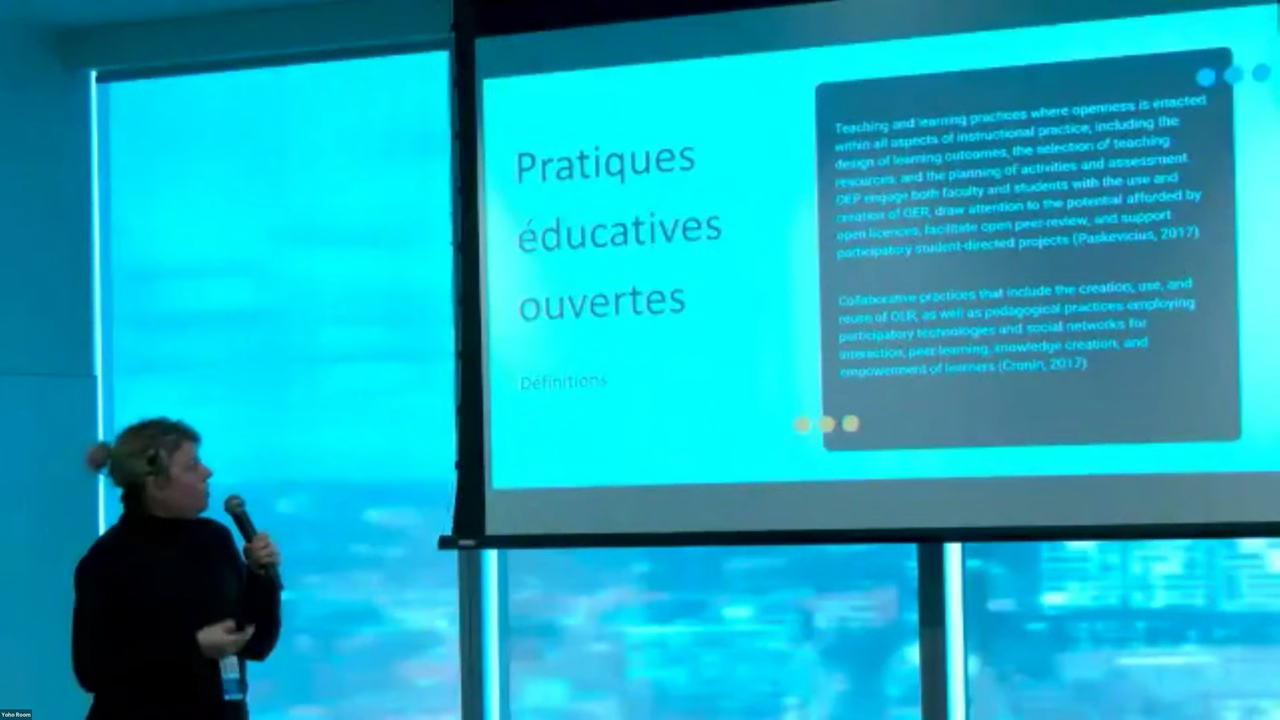 Pratiques
éducatives
ouvertes
Définitions
Teaching and learning practices where openness is enacted
within all aspects of instructional practice, including the
design of learning outcomes, the selection of teaching
resources, and the planning of activities and assessment.
OEP engage both faculty and students with the use and
creation of OER, draw attention to the potential afforded by
open licences, facilitate open peer-review, and support
participatory student-directed projects (Paskevicius, 2017)
Collaborative practices that include the creation, use, and
reuse of OER, as well as pedagogical practices employing
participatory technologies and social networks for
interaction, peer-learning, knowledge creation, and
empowerment of learners (Cronin, 2017)
Yoho Room